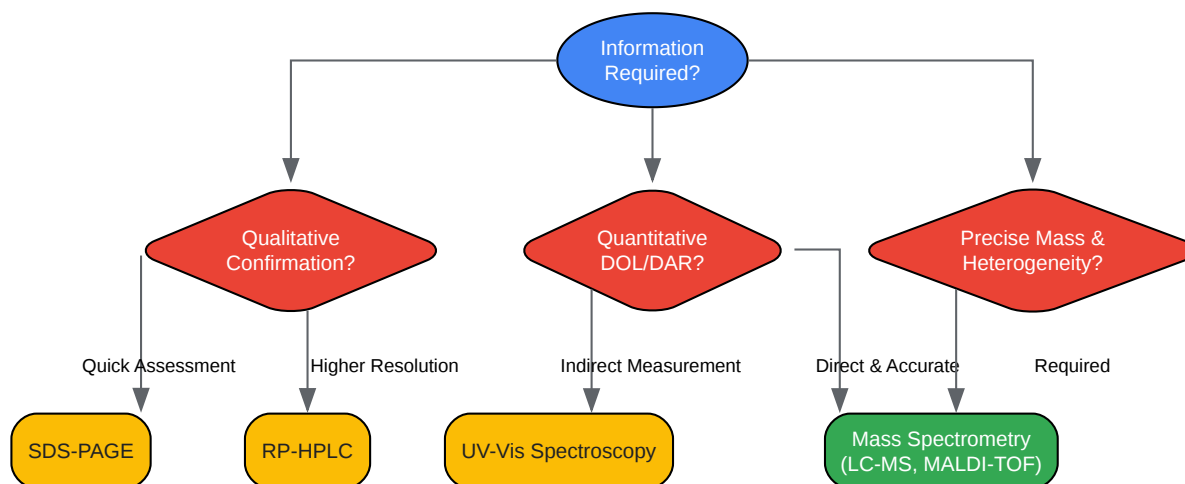 Information
Required?
Qualitative
Confirmation?
Quantitative
DOL/DAR?
Precise Mass &
Heterogeneity?
Quick Assessment
Higher Resolution
Indirect Measurement
Direct & Accurate
Required
SDS-PAGE
RP-HPLC
UV-Vis Spectroscopy
Mass Spectrometry
(LC-MS, MALDI-TOF)